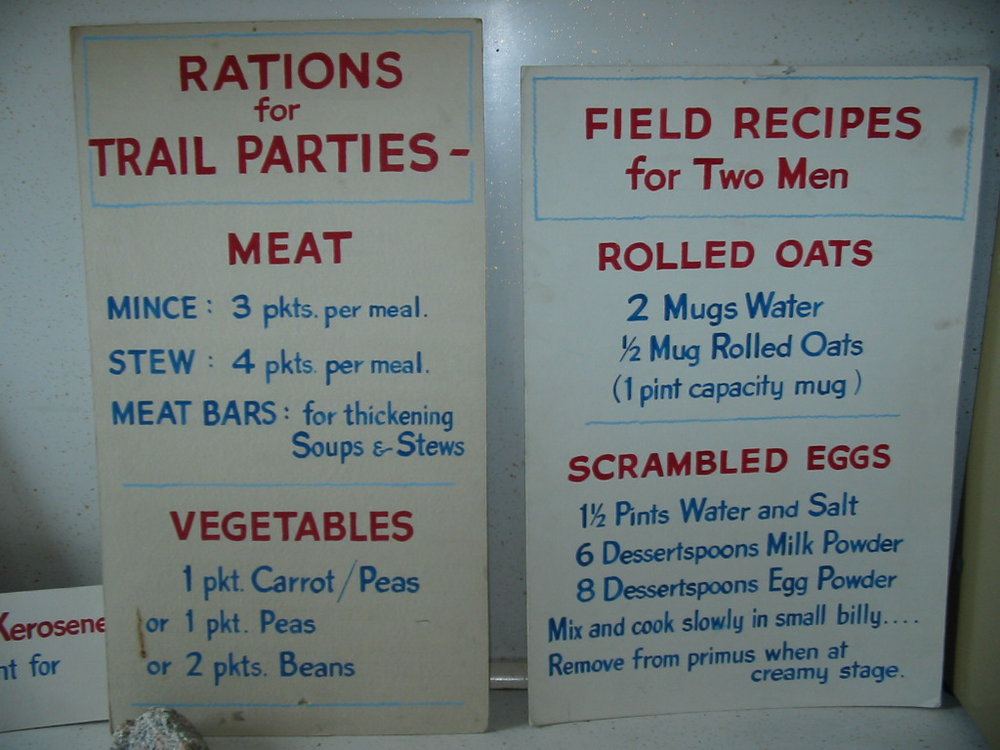 RATIONS
for
TRAIL PARTIES-
MEAT
MINCE: 3 pkts. per meal.
STEW: 4 pkts. per meal.
MEAT BARS: for thickening
Soups & Stews
VEGETABLES
1 pkt. Carrot/Peas
or 1 pkt. Peas
or 2 pkts. Beans
FIELD RECIPES
for Two Men
ROLLED OATS
2 Mugs Water
½ Mug Rolled Oats
(1 pint capacity mug)
SCRAMBLED EGGS
1½ Pints Water and Salt
6 Dessertspoons Milk Powder
8 Dessertspoons Egg Powder
Mix and cook slowly in small billy....
Remove from primus when at
creamy stage.
Kerosene
for